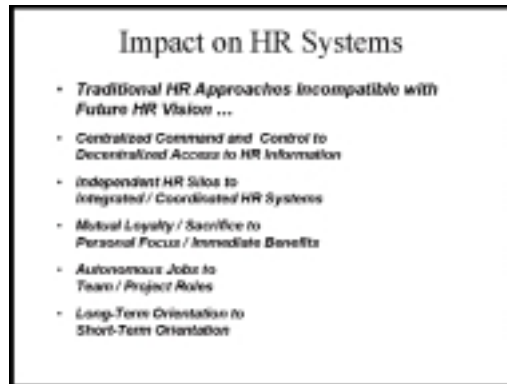 Impact on HR Systems
• Traditional HR Approaches Incompatible with
Future HR Vision ...
• Centralized Command and Control to
Decentralized Access to HR Information
• Independent HR Silos to
Integrated / Coordinated HR Systems
• Mutual Loyalty / Sacrifice to
Personal Focus / Immediate Benefits
• Autonomous Jobs to
Team / Project Roles
• Long-Term Orientation to
Short-Term Orientation